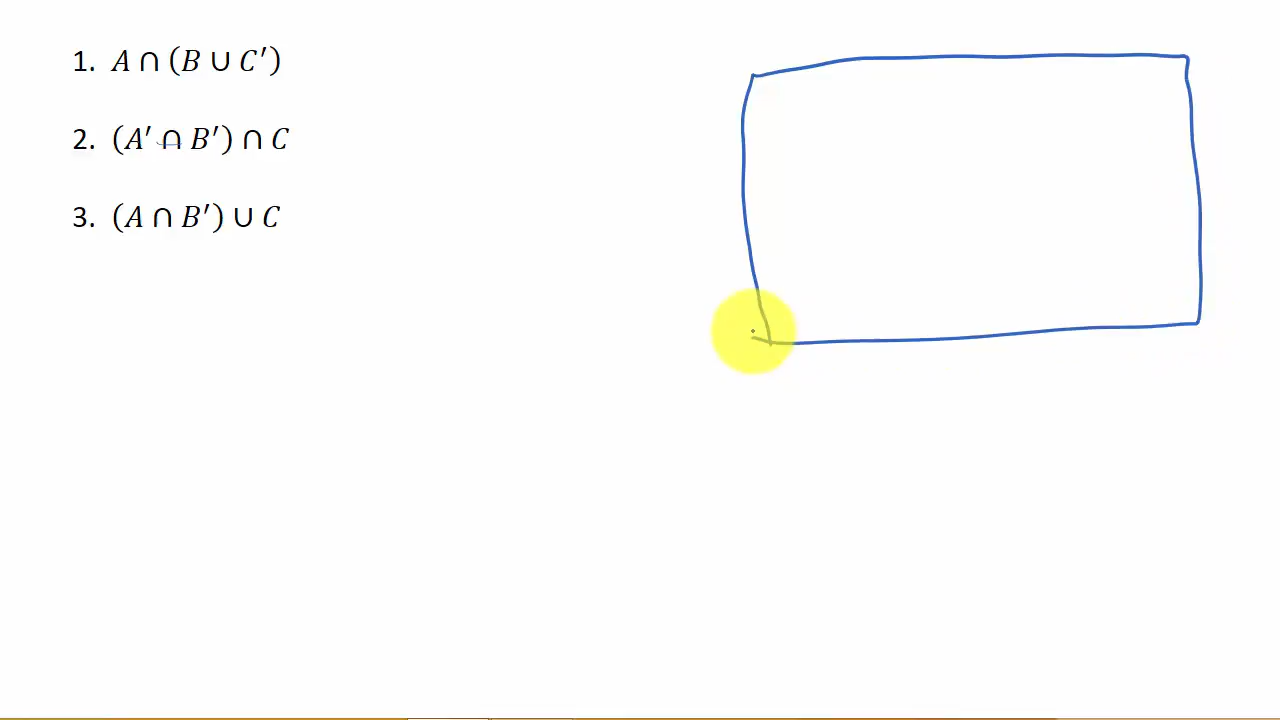 1. A ∩ (B ∪ C′)
2. (A′ ∩ B′) ∩ C
3. (A ∩ B′) ∪ C